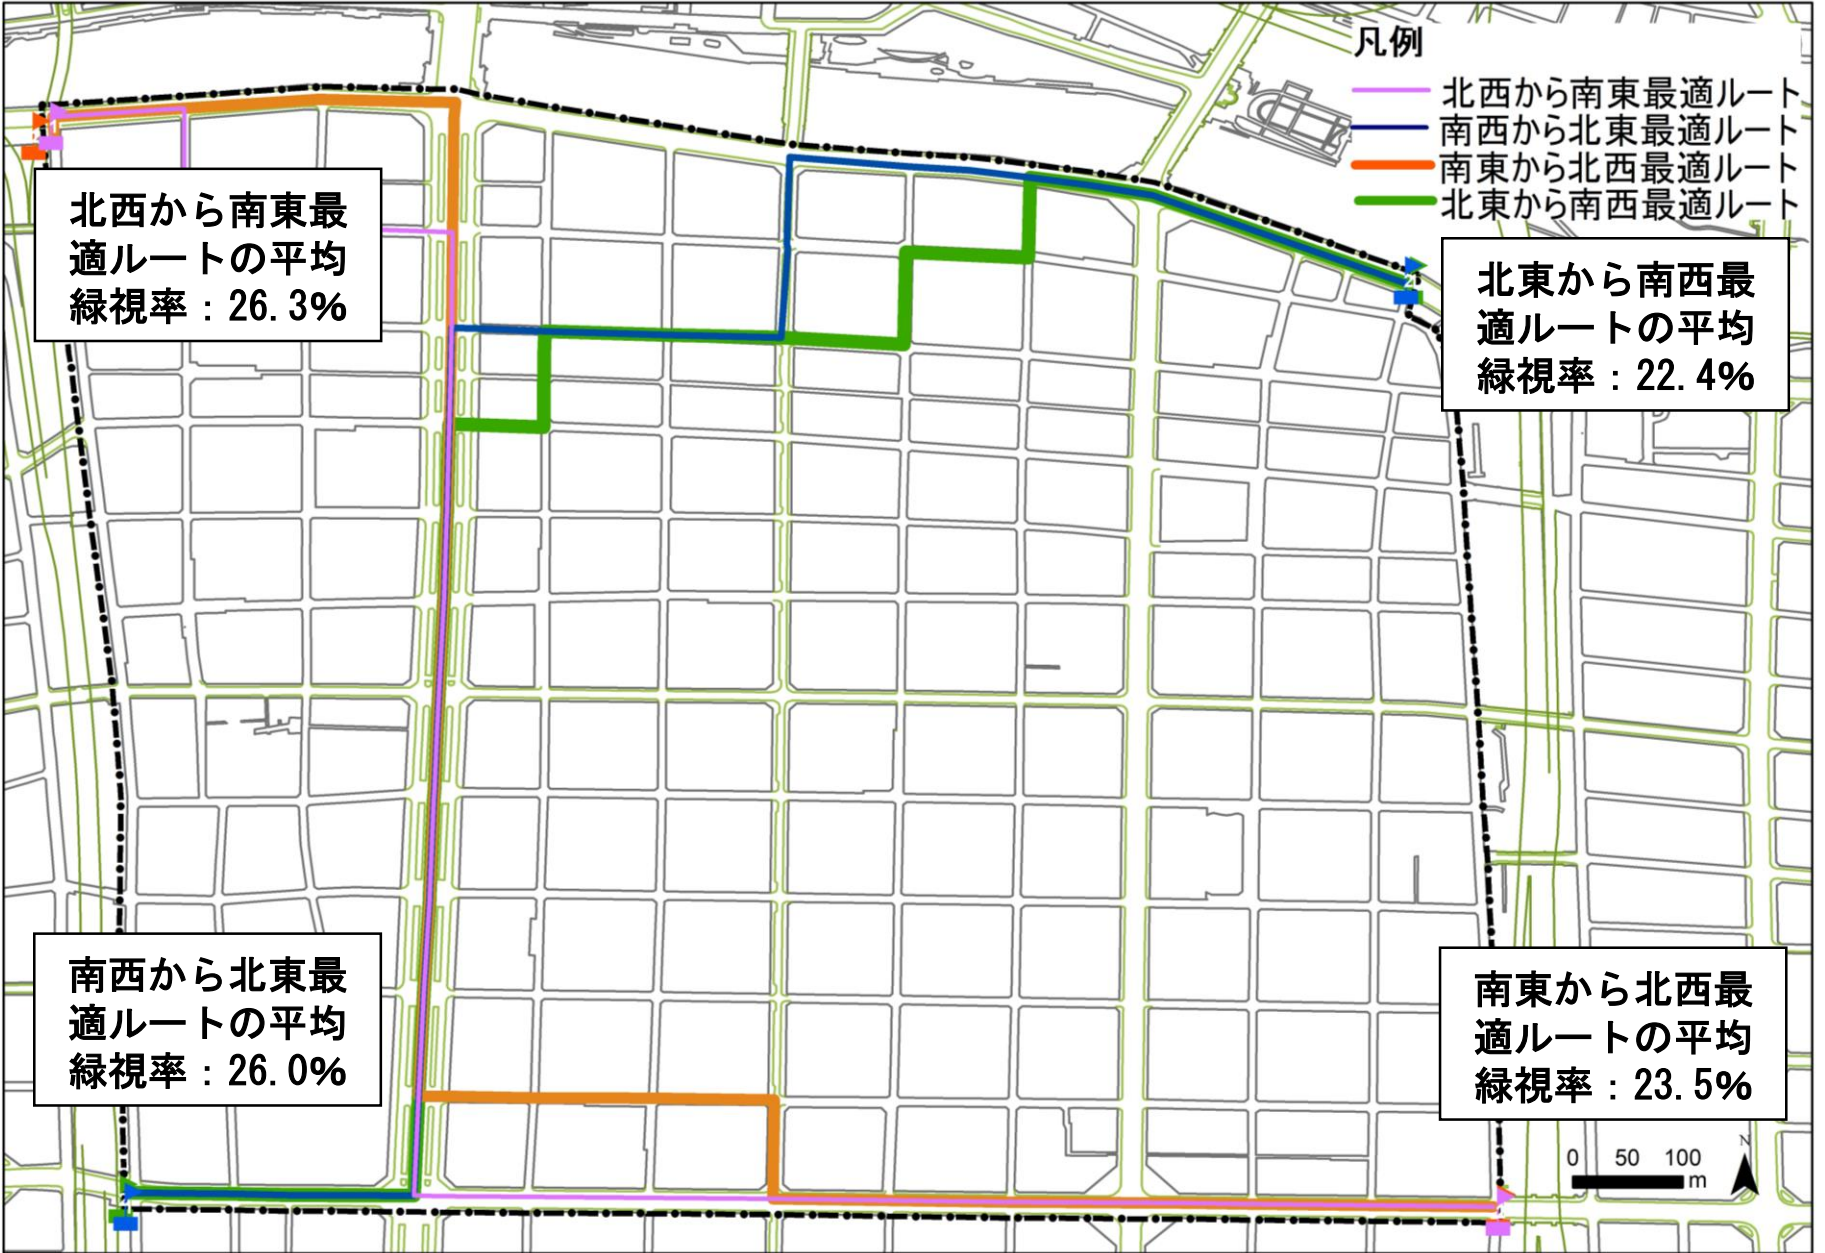 凡例
北西から南東最適ルート
南西から北東最適ルート
南東から北西最適ルート
北東から南西最適ルート
北西から南東最
適ルートの平均
緑視率：26.3%
北東から南西最
適ルートの平均
緑視率：22.4%
南西から北東最
適ルートの平均
緑視率：26.0%
南東から北西最
適ルートの平均
緑視率：23.5%
N
0 50 100
m